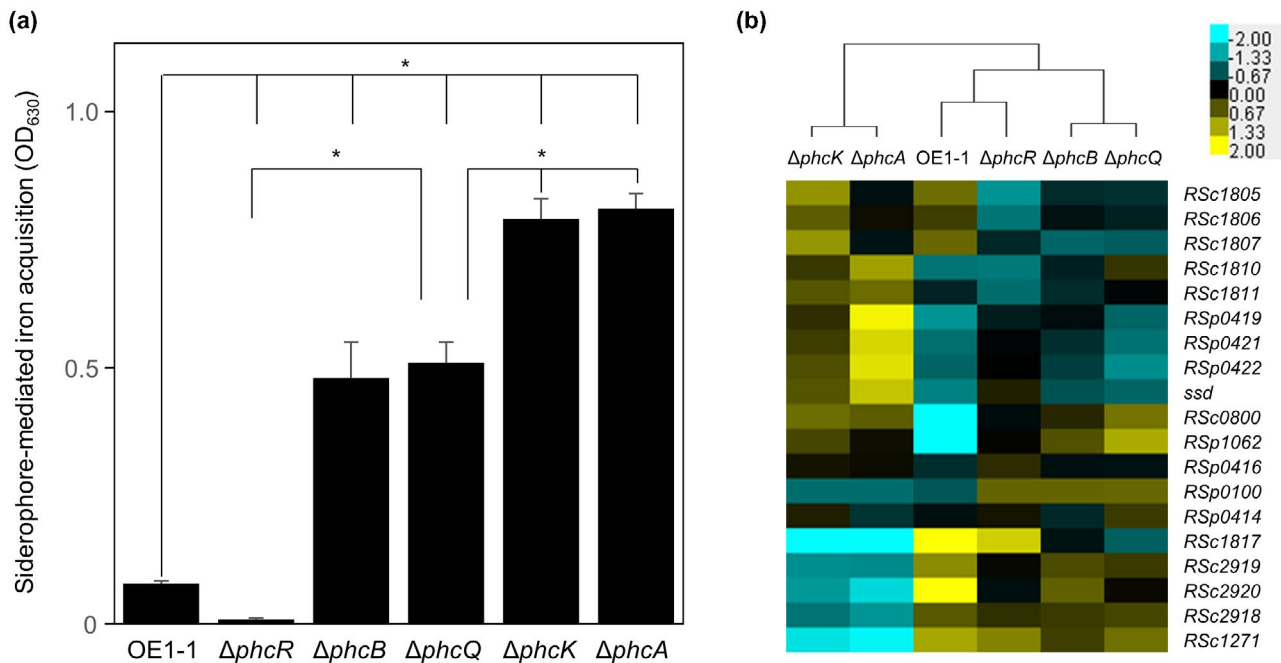 (a)
Siderophore-mediated iron acquisition (OD630)
1.0
0.5
0
*
*
*
OE1-1 ΔphcR ΔphcB ΔphcQ ΔphcK ΔphcA
(b)
-2.00
-1.33
-0.67
0.00
0.67
1.33
2.00
ΔphcK ΔphcA OE1-1 ΔphcR ΔphcB ΔphcQ
RSc1805
RSc1806
RSc1807
RSc1810
RSc1811
RSp0419
RSp0421
RSp0422
ssd
RSc0800
RSp1062
RSp0416
RSp0100
RSp0414
RSc1817
RSc2919
RSc2920
RSc2918
RSc1271